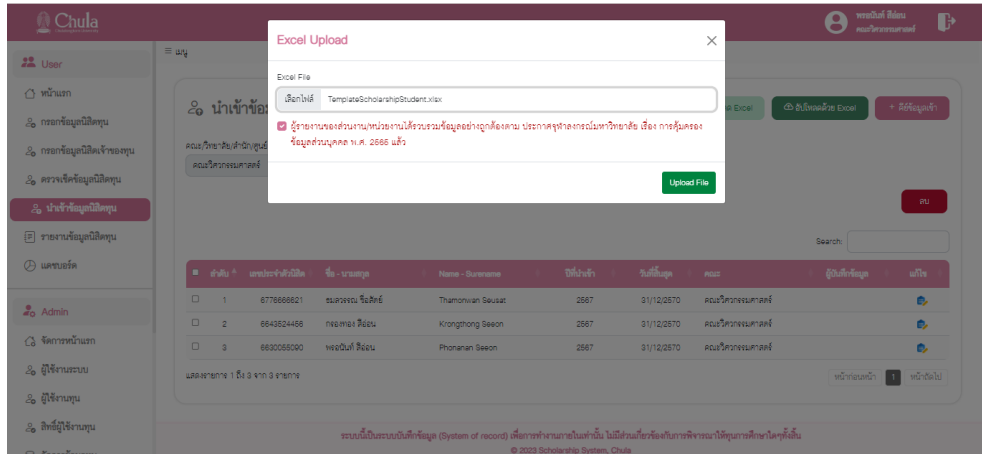 Chula
Chulalongkorn University
พรอนันท์ สีอ่อน
คณะวิศวกรรมศาสตร์
Excel Upload
User
เมนู
Excel File
เลือกไฟล์ TemplateScholarshipStudent.xlsx
หน้าแรก
นำเข้าข้อ
Excel
อัปโหลดด้วย Excel
+ คีย์ข้อมูลเข้า
กรอกข้อมูลนิสิตทุน
ผู้รายงานของส่วนงาน/หน่วยงานได้รวบรวมข้อมูลอย่างถูกต้องตาม ประกาศจุฬาลงกรณ์มหาวิทยาลัย เรื่อง การคุ้มครอง
ข้อมูลส่วนบุคคล พ.ศ. 2565 แล้ว
กรอกข้อมูลนิสิตเจ้าของทุน
คณะ/วิทยาลัย/สำนัก/ศูนย์
คณะวิศวกรรมศาสตร์
ตรวจเช็คข้อมูลนิสิตทุน
Upload File
นำเข้าข้อมูลนิสิตทุน
ลบ
รายงานข้อมูลนิสิตทุน
Search:
แดชบอร์ด
ลำดับ เลขประจำตัวนิสิต ชื่อ - นามสกุล Name - Surename ปีที่นำเข้า วันที่สิ้นสุด คณะ ผู้บันทึกข้อมูล แก้ไข
1 6776666621 ธมลวรรณ ซื่อสัตย์ Thamonwan Seusat 2567 31/12/2570 คณะวิศวกรรมศาสตร์
Admin
2 6643524466 กรองทอง สีอ่อน Krongthong Seeon 2567 31/12/2570 คณะวิศวกรรมศาสตร์
จัดการหน้าแรก
3 6630055090 พรอนันท์ สีอ่อน Phonanan Seeon 2567 31/12/2570 คณะวิศวกรรมศาสตร์
ผู้ใช้งานระบบ
แสดงรายการ 1 ถึง 3 จาก 3 รายการ
หน้าก่อนหน้า 1 หน้าถัดไป
ผู้ใช้งานทุน
สิทธิ์ผู้ใช้งานทุน
ระบบนี้เป็นระบบบันทึกข้อมูล (System of record) เพื่อการทำงานภายในเท่านั้น ไม่มีส่วนเกี่ยวข้องกับการพิจารณาให้ทุนการศึกษาใดๆทั้งสิ้น
© 2023 Scholarship System, Chula